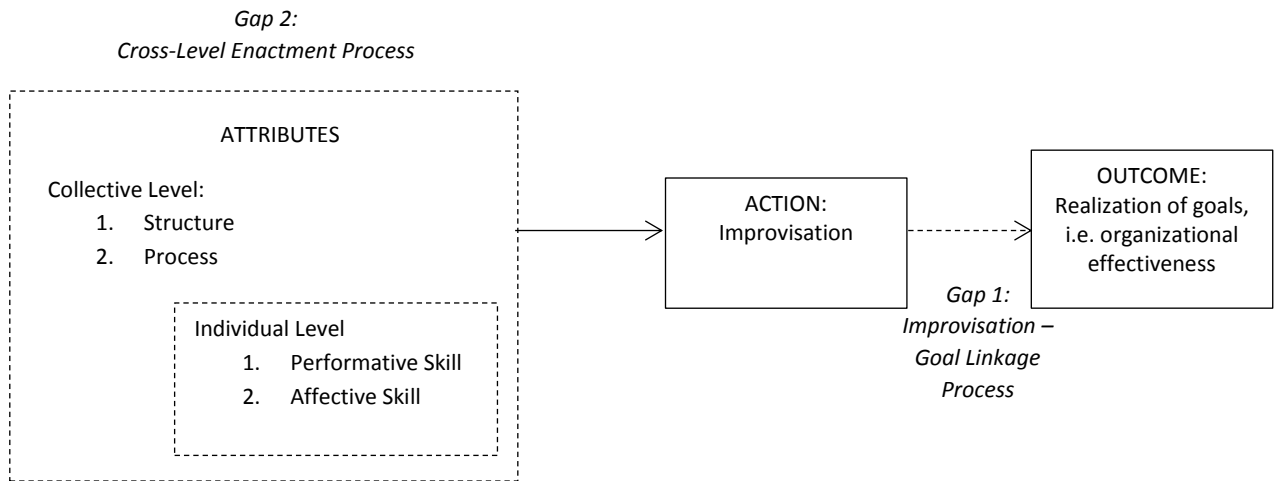 Gap 2:
Cross-Level Enactment Process
ATTRIBUTES
Collective Level:
1. Structure
2. Process
Individual Level
1. Performative Skill
2. Affective Skill
ACTION:
Improvisation
Gap 1:
Improvisation –
Goal Linkage
Process
OUTCOME:
Realization of goals,
i.e. organizational
effectiveness